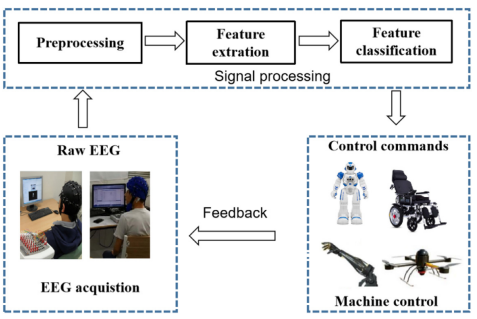 Preprocessing
Feature
extration
Feature
classification
Signal processing
Raw EEG
EEG acquistion
Feedback
Control commands
Machine control